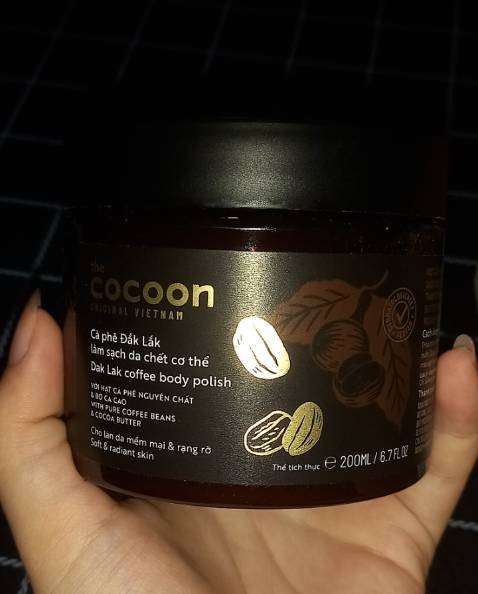 the
cocoon
ORIGINAL VIETNAM
Cà phê Đắk Lắk
làm sạch da chết cơ thể
Dak Lak coffee body polish
VỚI HẠT CÀ PHÊ NGUYÊN CHẤT
& BƠ CA CAO
WITH PURE COFFEE BEANS
& COCOA BUTTER
Cho làn da mềm mại & rạng rỡ
Soft & radiant skin
Thể tích thực ℮ 200ML / 6.7 FL OZ